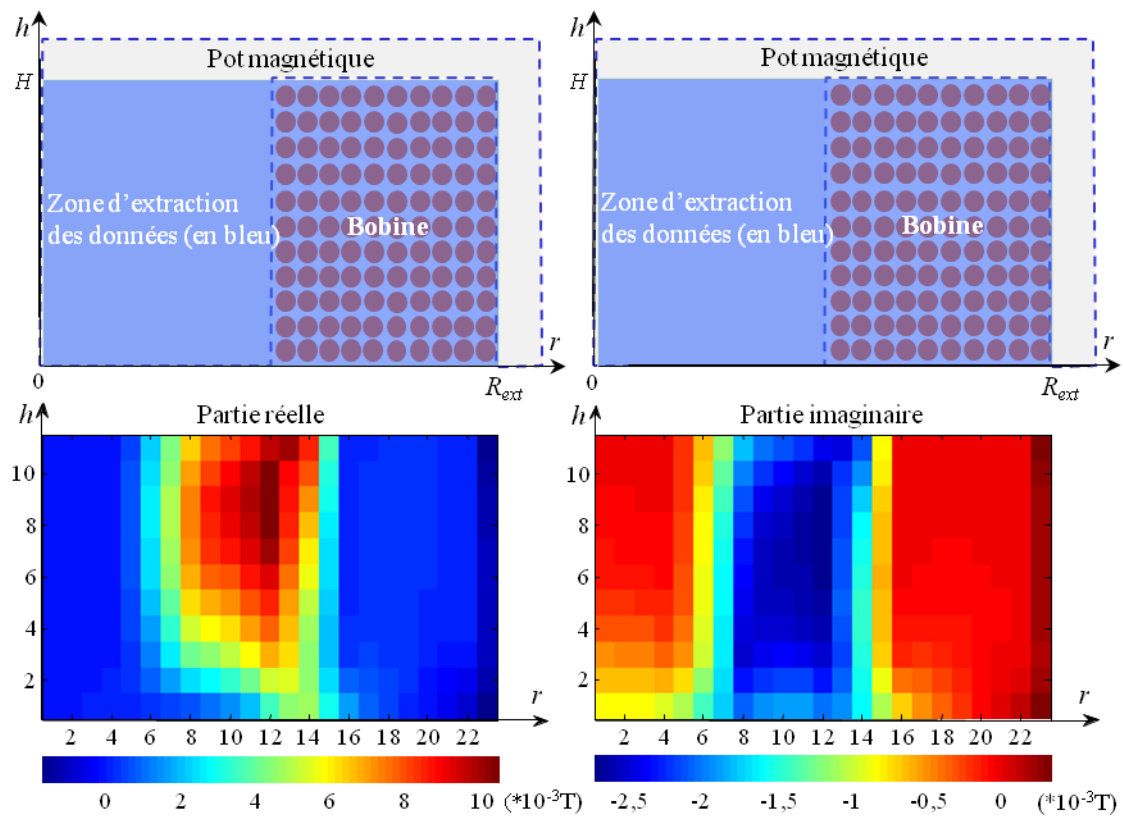 h h
Pot magnétique Pot magnétique
H H
Zone d'extraction Zone d'extraction
des données (en bleu) Bobine des données (en bleu) Bobine
r r
0 R_ext 0 R_ext
h Partie réelle h Partie imaginaire
10 10
8 8
6 6
4 4
2 r 2 r
2 4 6 8 10 12 14 16 18 20 22 2 4 6 8 10 12 14 16 18 20 22
0 2 4 6 8 10 (*10⁻³T) -2,5 -2 -1,5 -1 -0,5 0 (*10⁻³T)